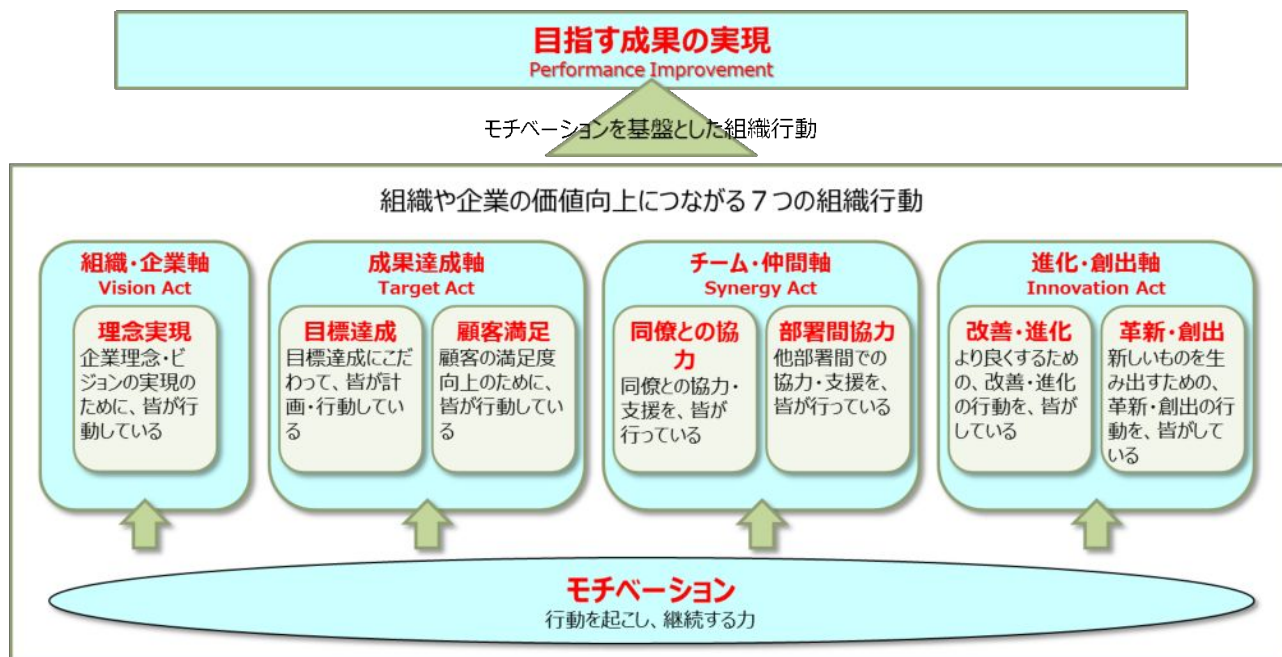 目指す成果の実現
Performance Improvement
モチベーションを基盤とした組織行動
組織や企業の価値向上につながる７つの組織行動
組織・企業軸
Vision Act
理念実現
企業理念・ビ
ジョンの実現の
ために、皆が行
動している
成果達成軸
Target Act
目標達成
目標達成にこだ
わって、皆が計
画・行動してい
る
顧客満足
顧客の満足度
向上のために、
皆が行動してい
る
チーム・仲間軸
Synergy Act
同僚との協
力
同僚との協力・
支援を、皆が
行っている
部署間協力
他部署間での
協力・支援を、
皆が行っている
進化・創出軸
Innovation Act
改善・進化
より良くするため
の、改善・進化
の行動を、皆が
している
革新・創出
新しいものを生
み出すための、
革新・創出の行
動を、皆がして
いる
モチベーション
行動を起こし、継続する力